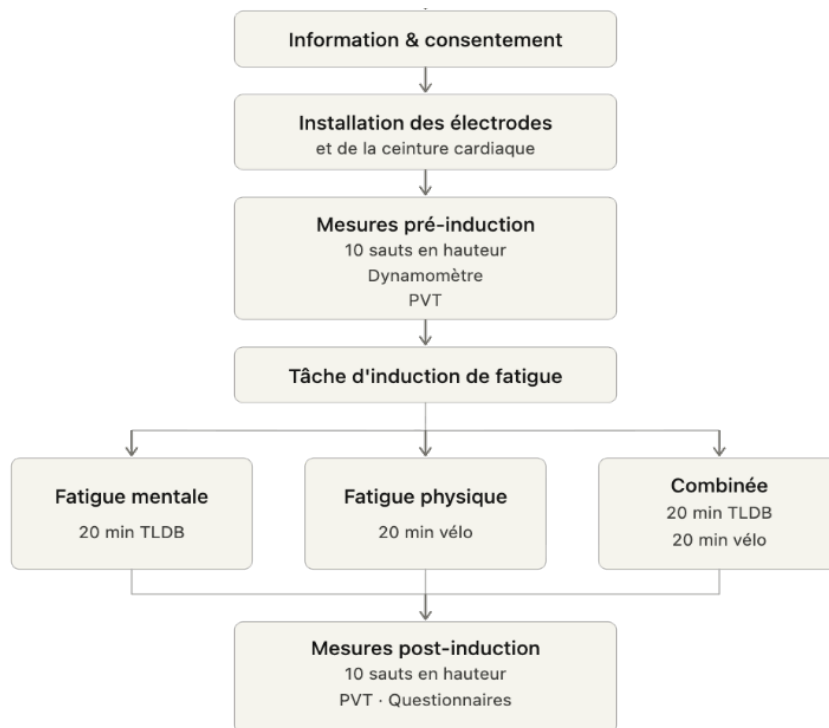 Information & consentement
Installation des électrodes
et de la ceinture cardiaque
Mesures pré-induction
10 sauts en hauteur
Dynamomètre
PVT
Tâche d'induction de fatigue
Fatigue mentale
20 min TLDB
Fatigue physique
20 min vélo
Combinée
20 min TLDB
20 min vélo
Mesures post-induction
10 sauts en hauteur
PVT · Questionnaires